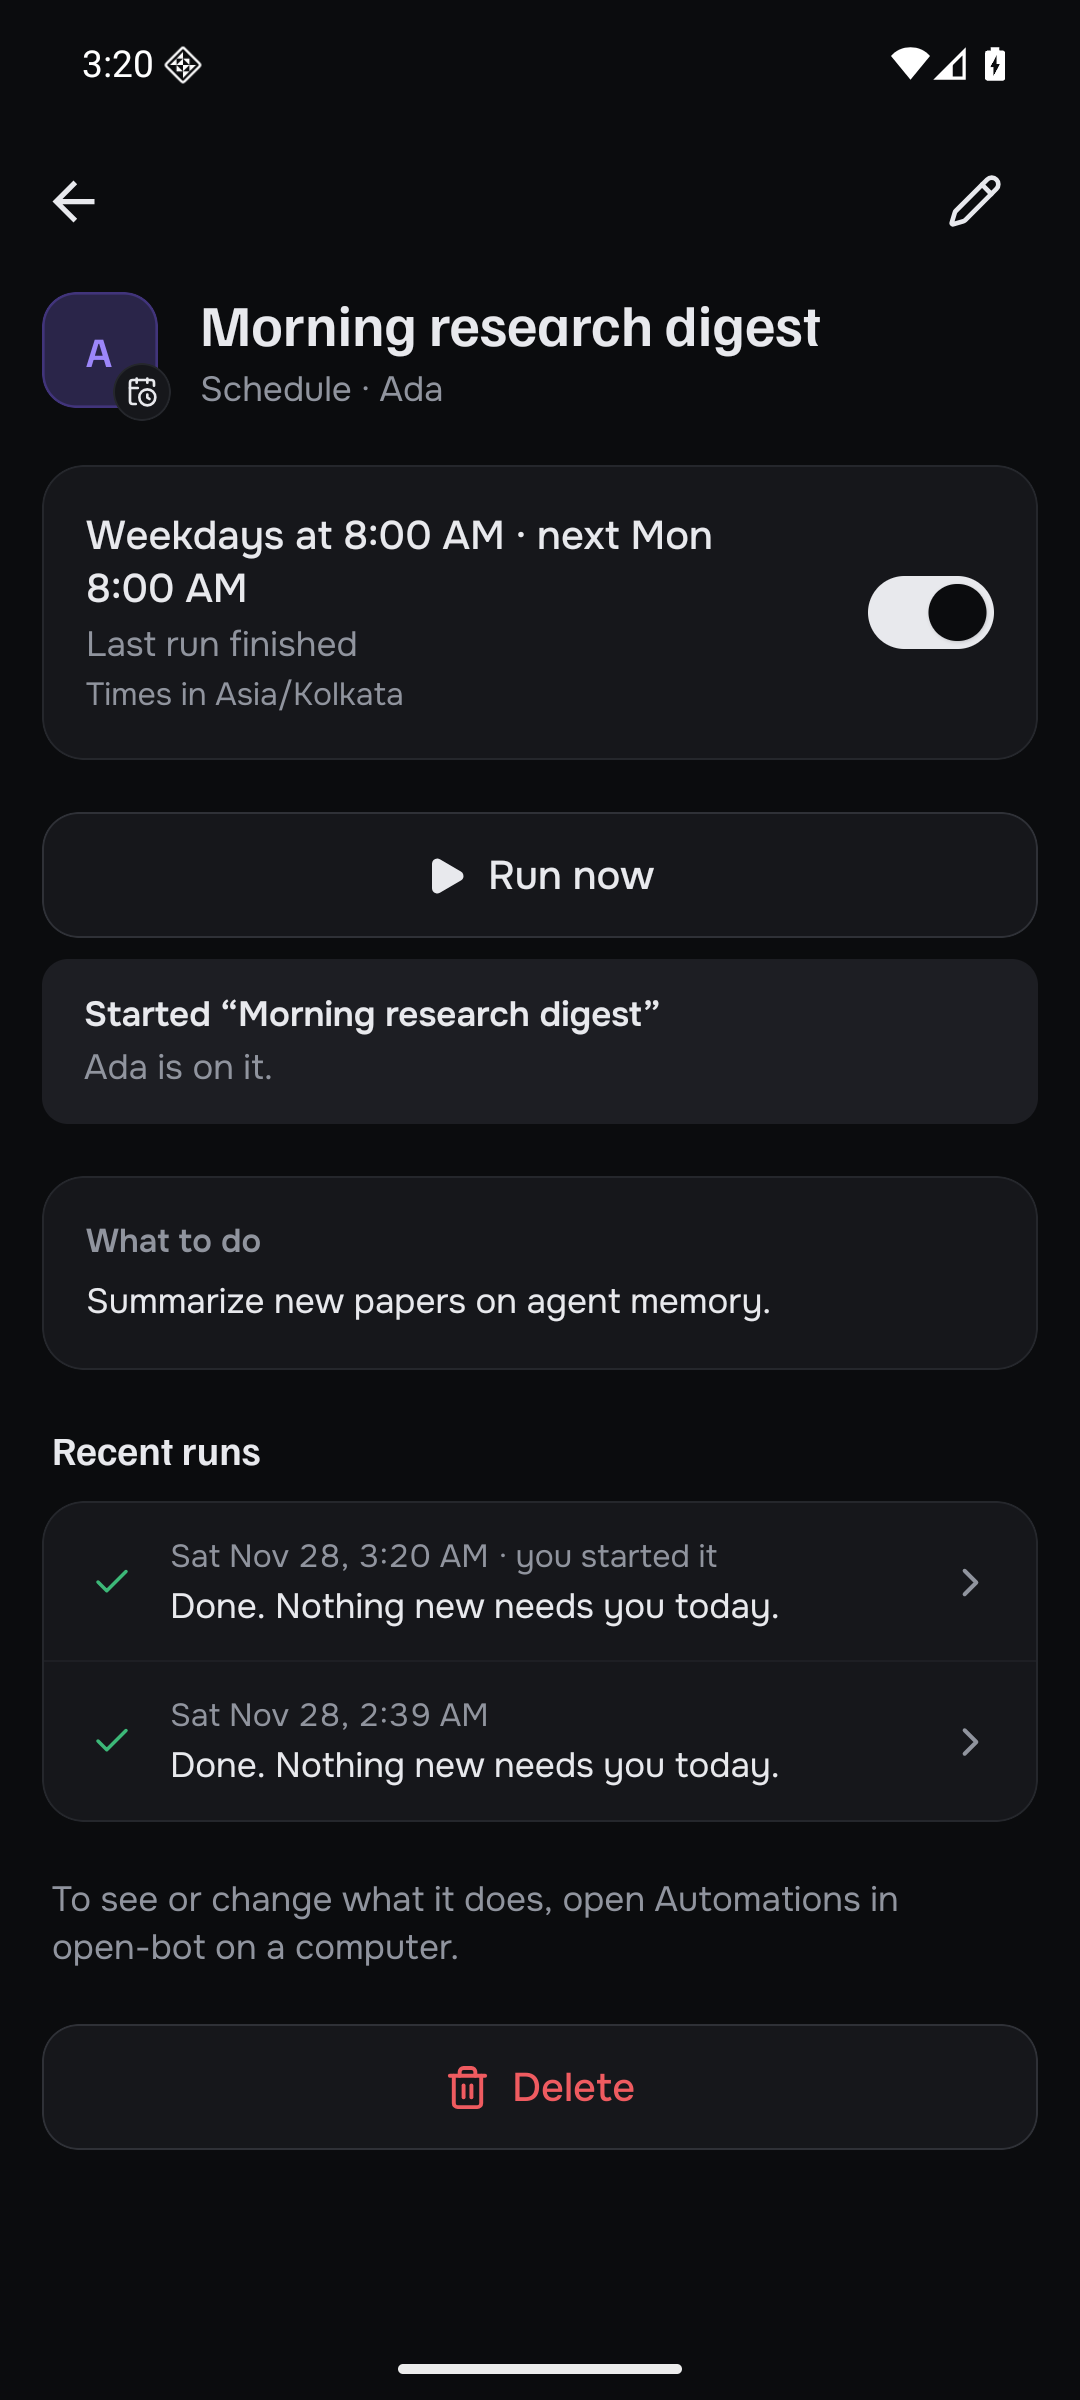 3:20
A
Morning research digest
Schedule · Ada
Weekdays at 8:00 AM · next Mon
8:00 AM
Last run finished
Times in Asia/Kolkata
Run now
Started “Morning research digest”
Ada is on it.
What to do
Summarize new papers on agent memory.
Recent runs
Sat Nov 28, 3:20 AM · you started it
Done. Nothing new needs you today.
Sat Nov 28, 2:39 AM
Done. Nothing new needs you today.
To see or change what it does, open Automations in
open-bot on a computer.
Delete